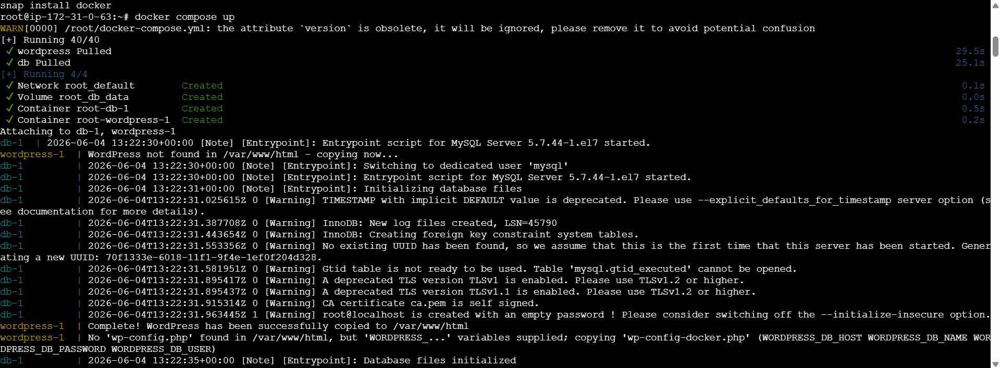 snap install docker
root@ip-172-31-0-63:~# docker compose up
WARN[0000] /root/docker-compose.yml: the attribute `version` is obsolete, it will be ignored, please remove it to avoid potential confusion
[+] Running 40/40
✓ wordpress Pulled 29.5s
✓ db Pulled 25.1s
[+] Running 4/4
✓ Network root_default Created 0.1s
✓ Volume root_db_data Created 0.0s
✓ Container root-db-1 Created 0.5s
✓ Container root-wordpress-1 Created 0.2s
Attaching to db-1, wordpress-1
db-1 | 2026-06-04 13:22:30+00:00 [Note] [Entrypoint]: Entrypoint script for MySQL Server 5.7.44-1.el7 started.
wordpress-1 | WordPress not found in /var/www/html - copying now...
db-1 | 2026-06-04 13:22:30+00:00 [Note] [Entrypoint]: Switching to dedicated user 'mysql'
db-1 | 2026-06-04 13:22:30+00:00 [Note] [Entrypoint]: Entrypoint script for MySQL Server 5.7.44-1.el7 started.
db-1 | 2026-06-04 13:22:31+00:00 [Note] [Entrypoint]: Initializing database files
db-1 | 2026-06-04T13:22:31.025615Z 0 [Warning] TIMESTAMP with implicit DEFAULT value is deprecated. Please use --explicit_defaults_for_timestamp server option (s
ee documentation for more details).
db-1 | 2026-06-04T13:22:31.387708Z 0 [Warning] InnoDB: New log files created, LSN=45790
db-1 | 2026-06-04T13:22:31.443654Z 0 [Warning] InnoDB: Creating foreign key constraint system tables.
db-1 | 2026-06-04T13:22:31.553356Z 0 [Warning] No existing UUID has been found, so we assume that this is the first time that this server has been started. Gener
ating a new UUID: 70f1333e-6018-11f1-9f4e-1ef0f204d328.
db-1 | 2026-06-04T13:22:31.581951Z 0 [Warning] Gtid table is not ready to be used. Table 'mysql.gtid_executed' cannot be opened.
db-1 | 2026-06-04T13:22:31.895417Z 0 [Warning] A deprecated TLS version TLSv1 is enabled. Please use TLSv1.2 or higher.
db-1 | 2026-06-04T13:22:31.895437Z 0 [Warning] A deprecated TLS version TLSv1.1 is enabled. Please use TLSv1.2 or higher.
db-1 | 2026-06-04T13:22:31.915314Z 0 [Warning] CA certificate ca.pem is self signed.
db-1 | 2026-06-04T13:22:31.963445Z 1 [Warning] root@localhost is created with an empty password ! Please consider switching off the --initialize-insecure option.
wordpress-1 | Complete! WordPress has been successfully copied to /var/www/html
wordpress-1 | No 'wp-config.php' found in /var/www/html, but 'WORDPRESS_...' variables supplied; copying 'wp-config-docker.php' (WORDPRESS_DB_HOST WORDPRESS_DB_NAME WOR
DPRESS_DB_PASSWORD WORDPRESS_DB_USER)
db-1 | 2026-06-04 13:22:35+00:00 [Note] [Entrypoint]: Database files initialized